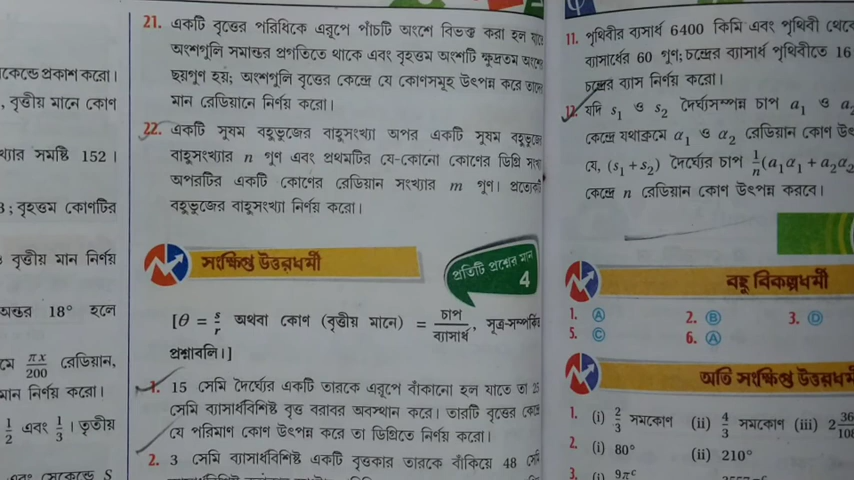 কেন্ডে প্রকাশ করো।
, বৃত্তীয় মানে কোণ
খ্যার সমষ্টি 152 ।
3 ; বৃহত্তম কোণটির
বৃত্তীয় মান নির্ণয়
অন্তর 18° হলে
πx/200 রেডিয়ান,
মান নির্ণয় করো।
1/2 এবং 1/3 । তৃতীয়
সেকেন্ডে S
21. একটি বৃত্তের পরিধিকে এরূপে পাঁচটি অংশে বিভক্ত করা হল
অংশগুলি সমান্তর প্রগতিতে থাকে এবং বৃহত্তম অংশটি ক্ষুদ্রতম
ছয়গুণ হয়; অংশগুলি বৃত্তের কেন্দ্রে যে কোণসমূহ উৎপন্ন করে
মান রেডিয়ানে নির্ণয় করো।
22. একটি সুষম বহুভুজের বাহুসংখ্যা অপর একটি সুষম
বাহুসংখ্যার n গুণ এবং প্রথমটির যে-কোনো কোণের ডিগ্রি
অপরটির একটি কোণের রেডিয়ান সংখ্যার m গুণ।
বহুভুজের বাহুসংখ্যা নির্ণয় করো।
সংক্ষিপ্ত উত্তরধর্মী
প্রতিটি প্রশ্নের মান
4
[θ = s/r অথবা কোণ (বৃত্তীয় মানে) = চাপ/ব্যাসার্ধ, সূত্র-সম্পর্কিত
প্রশ্নাবলি।]
1. 15 সেমি দৈর্ঘ্যের একটি তারকে এরূপে বাঁকানো হল যাতে তা
সেমি ব্যাসার্ধবিশিষ্ট বৃত্ত বরাবর অবস্থান করে। তারটি বৃত্তের
যে পরিমাণ কোণ উৎপন্ন করে তা ডিগ্রিতে নির্ণয় করো।
2. 3 সেমি ব্যাসার্ধবিশিষ্ট একটি বৃত্তকার তারকে বাঁকিয়ে 48
11. পৃথিবীর ব্যসার্ধ 6400 কিমি এবং পৃথিবী
ব্যাসার্ধের 60 গুণ; চন্দ্রের ব্যাসার্ধ পৃথিবীতে 16
চন্দ্রের ব্যাস নির্ণয় করো।
12. যদি s₁ ও s₂ দৈর্ঘ্যসম্পন্ন চাপ a₁ ও
কেন্দ্রে যথাক্রমে α₁ ও α₂ রেডিয়ান কোণ
যে, (s₁ + s₂) দৈর্ঘ্যের চাপ 1/n(a₁α₁ + a₂α₂
কেন্দ্রে n রেডিয়ান কোণ উৎপন্ন করবে।
বহু বিকল্পধর্মী
1. Ⓐ 2. Ⓑ 3. Ⓓ
5. Ⓒ 6. Ⓐ
অতি সংক্ষিপ্ত উত্তরধর্মী
1. (i) 2/3 সমকোণ (ii) 4/3 সমকোণ (iii)
2. (i) 80° (ii) 210°
3. (i) 9πᶜ